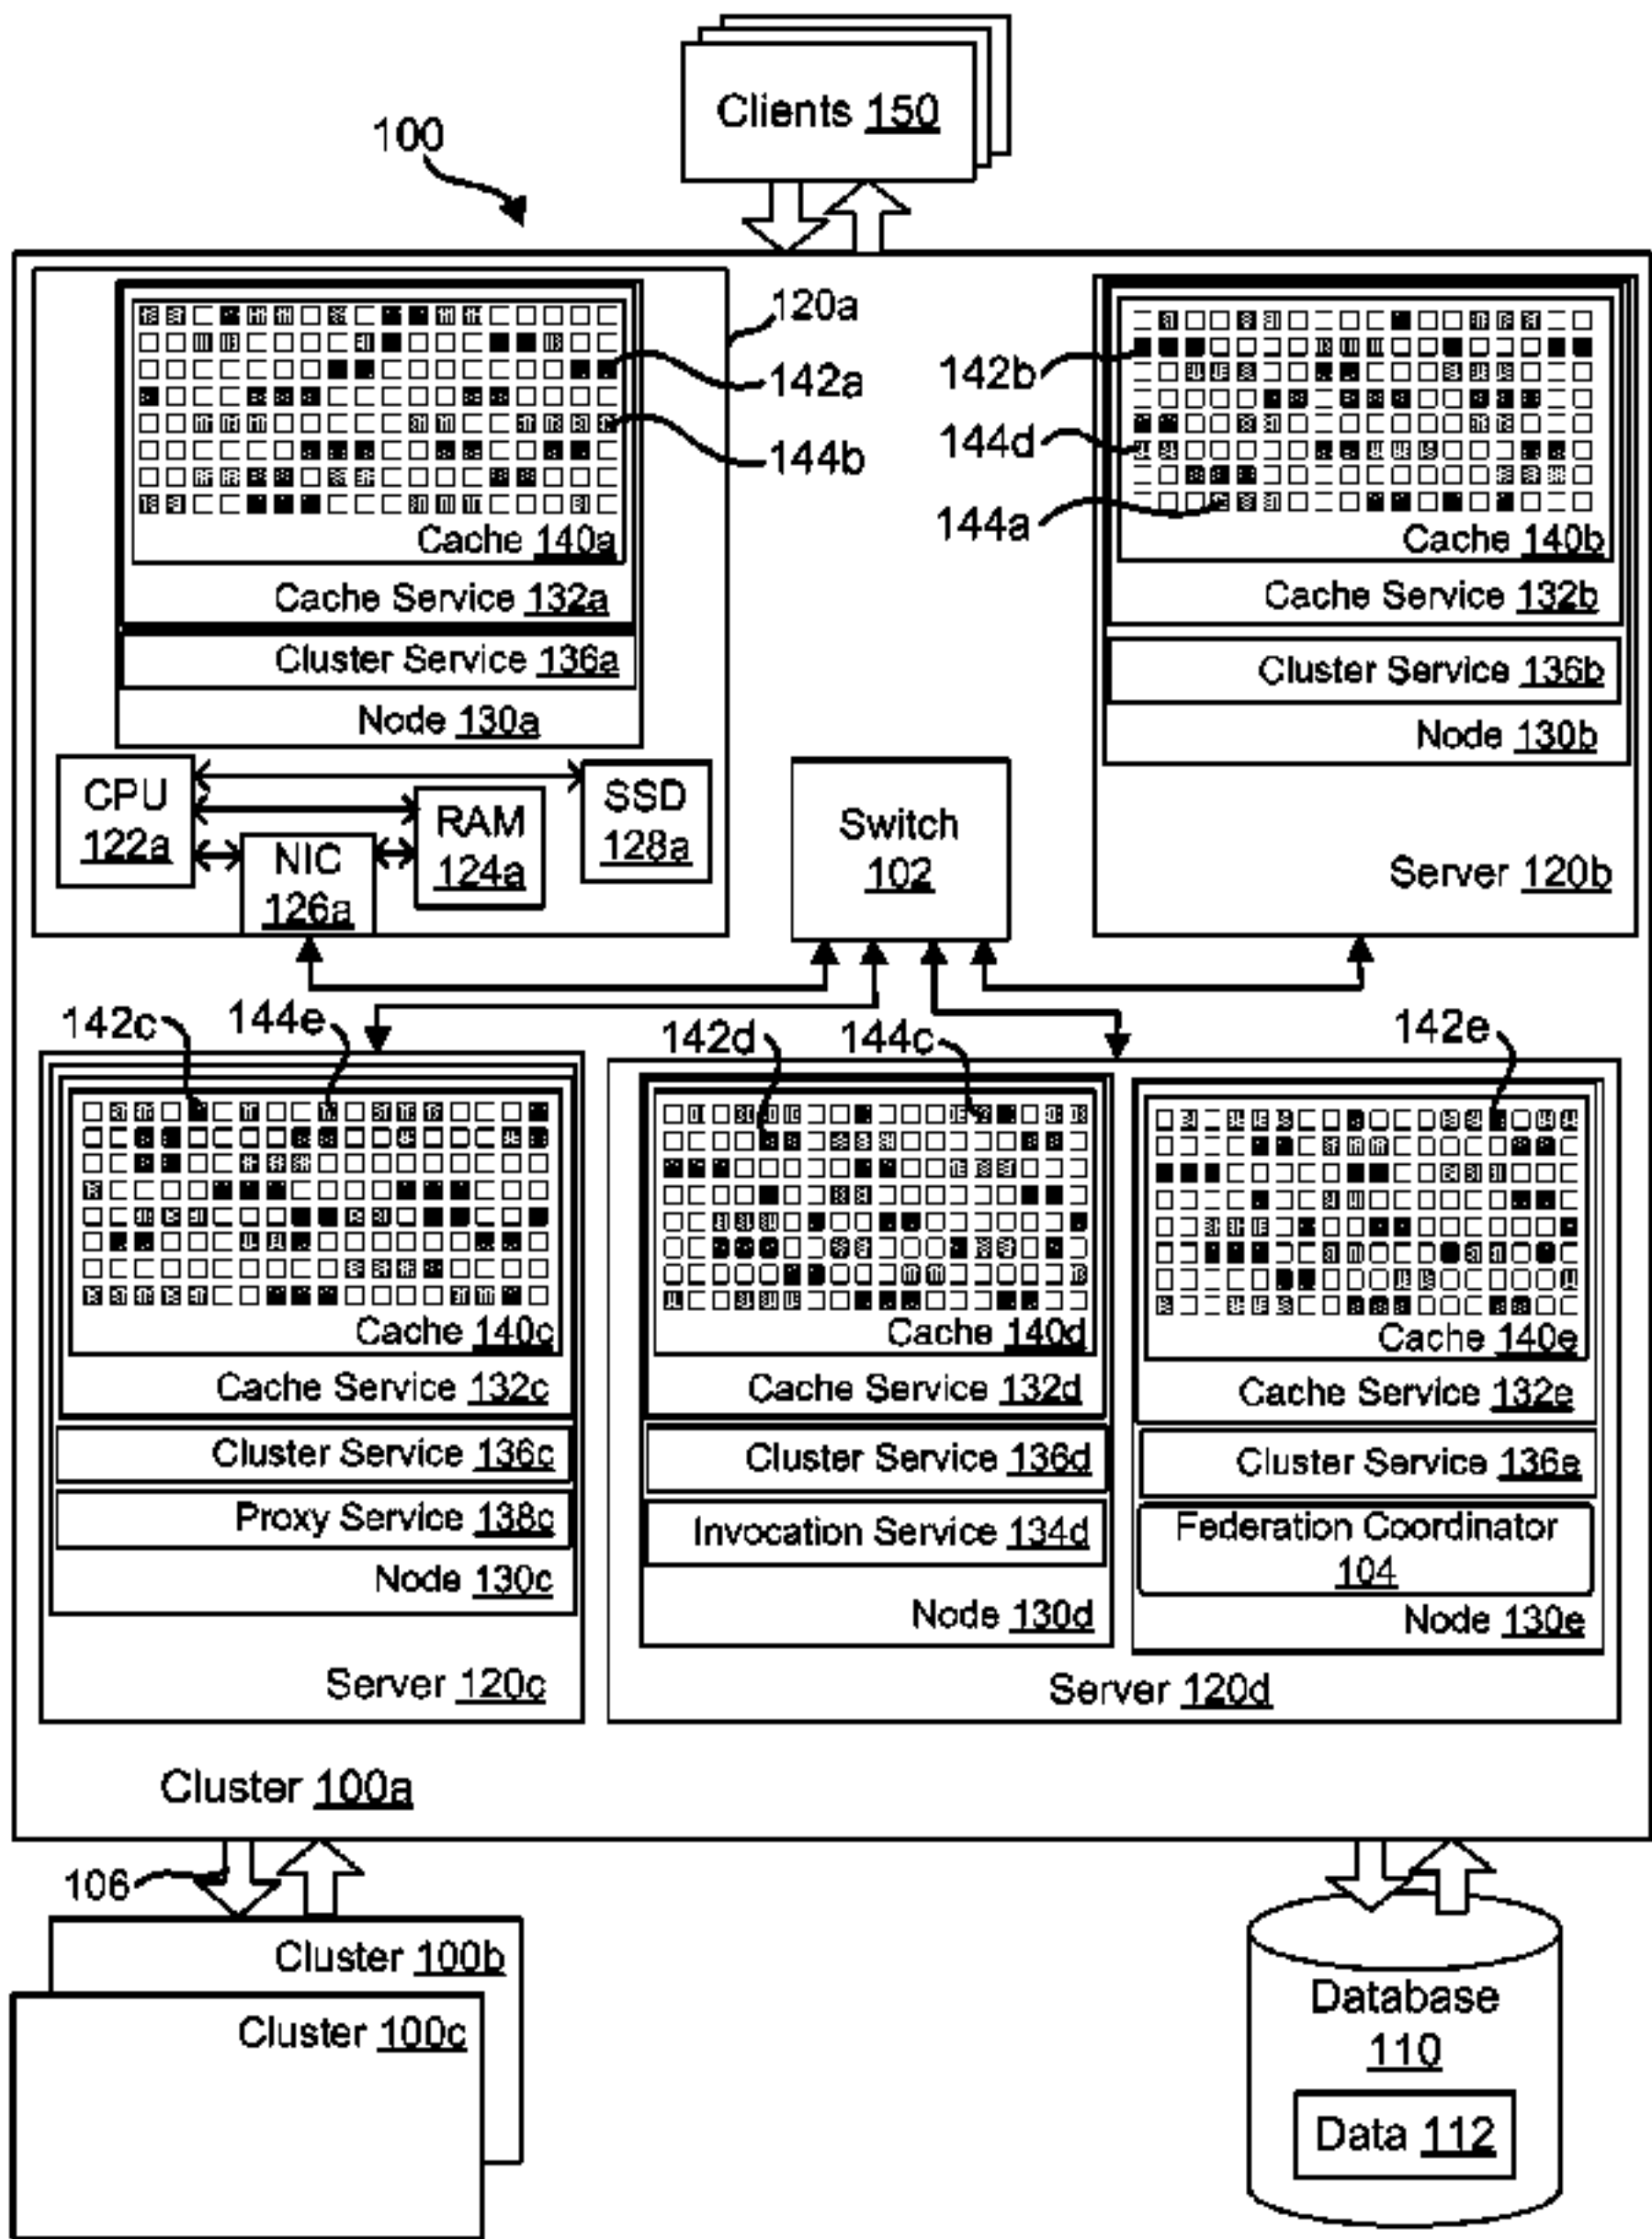 Clients 150
100
120a
142a
144b
Cache 140a
Cache Service 132a
Cluster Service 136a
Node 130a
CPU
122a
NIC
126a
RAM
124a
SSD
128a
Switch
102
142b
144d
144a
Cache 140b
Cache Service 132b
Cluster Service 136b
Node 130b
Server 120b
142c
144e
Cache 140c
Cache Service 132c
Cluster Service 136c
Proxy Service 138c
Node 130c
Server 120c
142d
144c
Cache 140d
Cache Service 132d
Cluster Service 136d
Invocation Service 134d
Node 130d
142e
Cache 140e
Cache Service 132e
Cluster Service 136e
Federation Coordinator
104
Node 130e
Server 120d
Cluster 100a
106
Cluster 100b
Cluster 100c
Database
110
Data 112